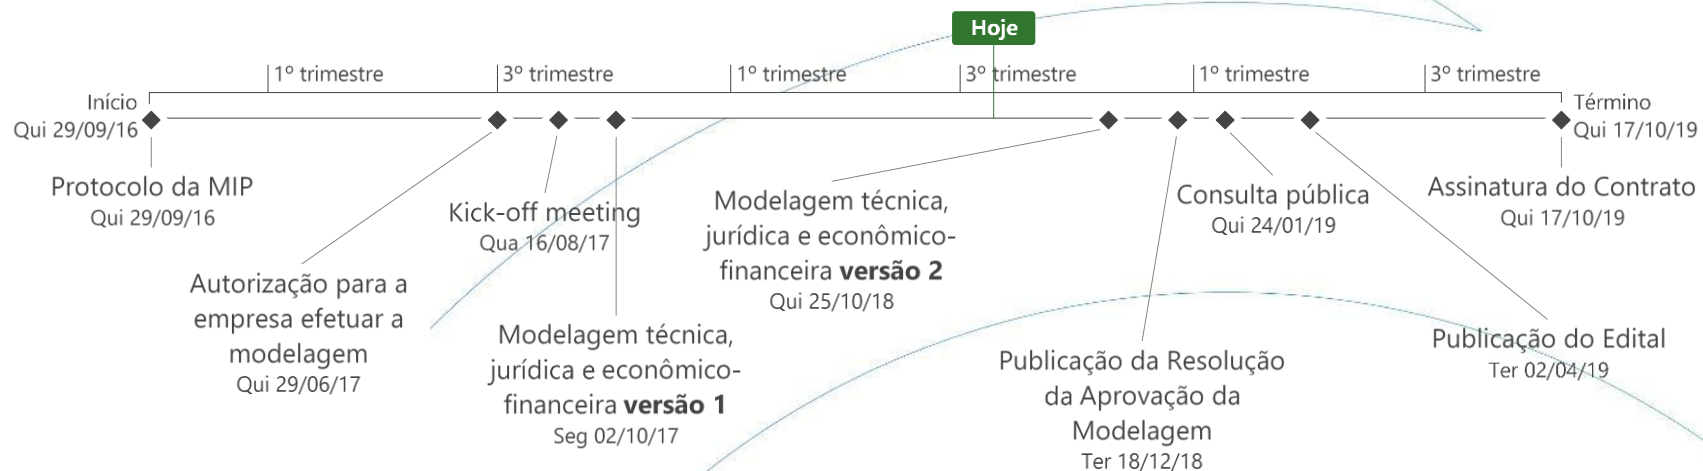 Hoje
1º trimestre
3º trimestre
1º trimestre
3º trimestre
1º trimestre
3º trimestre
Início
Qui 29/09/16
Término
Qui 17/10/19
Protocolo da MIP
Qui 29/09/16
Autorização para a
empresa efetuar a
modelagem
Qui 29/06/17
Kick-off meeting
Qua 16/08/17
Modelagem técnica,
jurídica e econômico-
financeira versão 1
Seg 02/10/17
Modelagem técnica,
jurídica e econômico-
financeira versão 2
Qui 25/10/18
Publicação da Resolução
da Aprovação da
Modelagem
Ter 18/12/18
Consulta pública
Qui 24/01/19
Publicação do Edital
Ter 02/04/19
Assinatura do Contrato
Qui 17/10/19